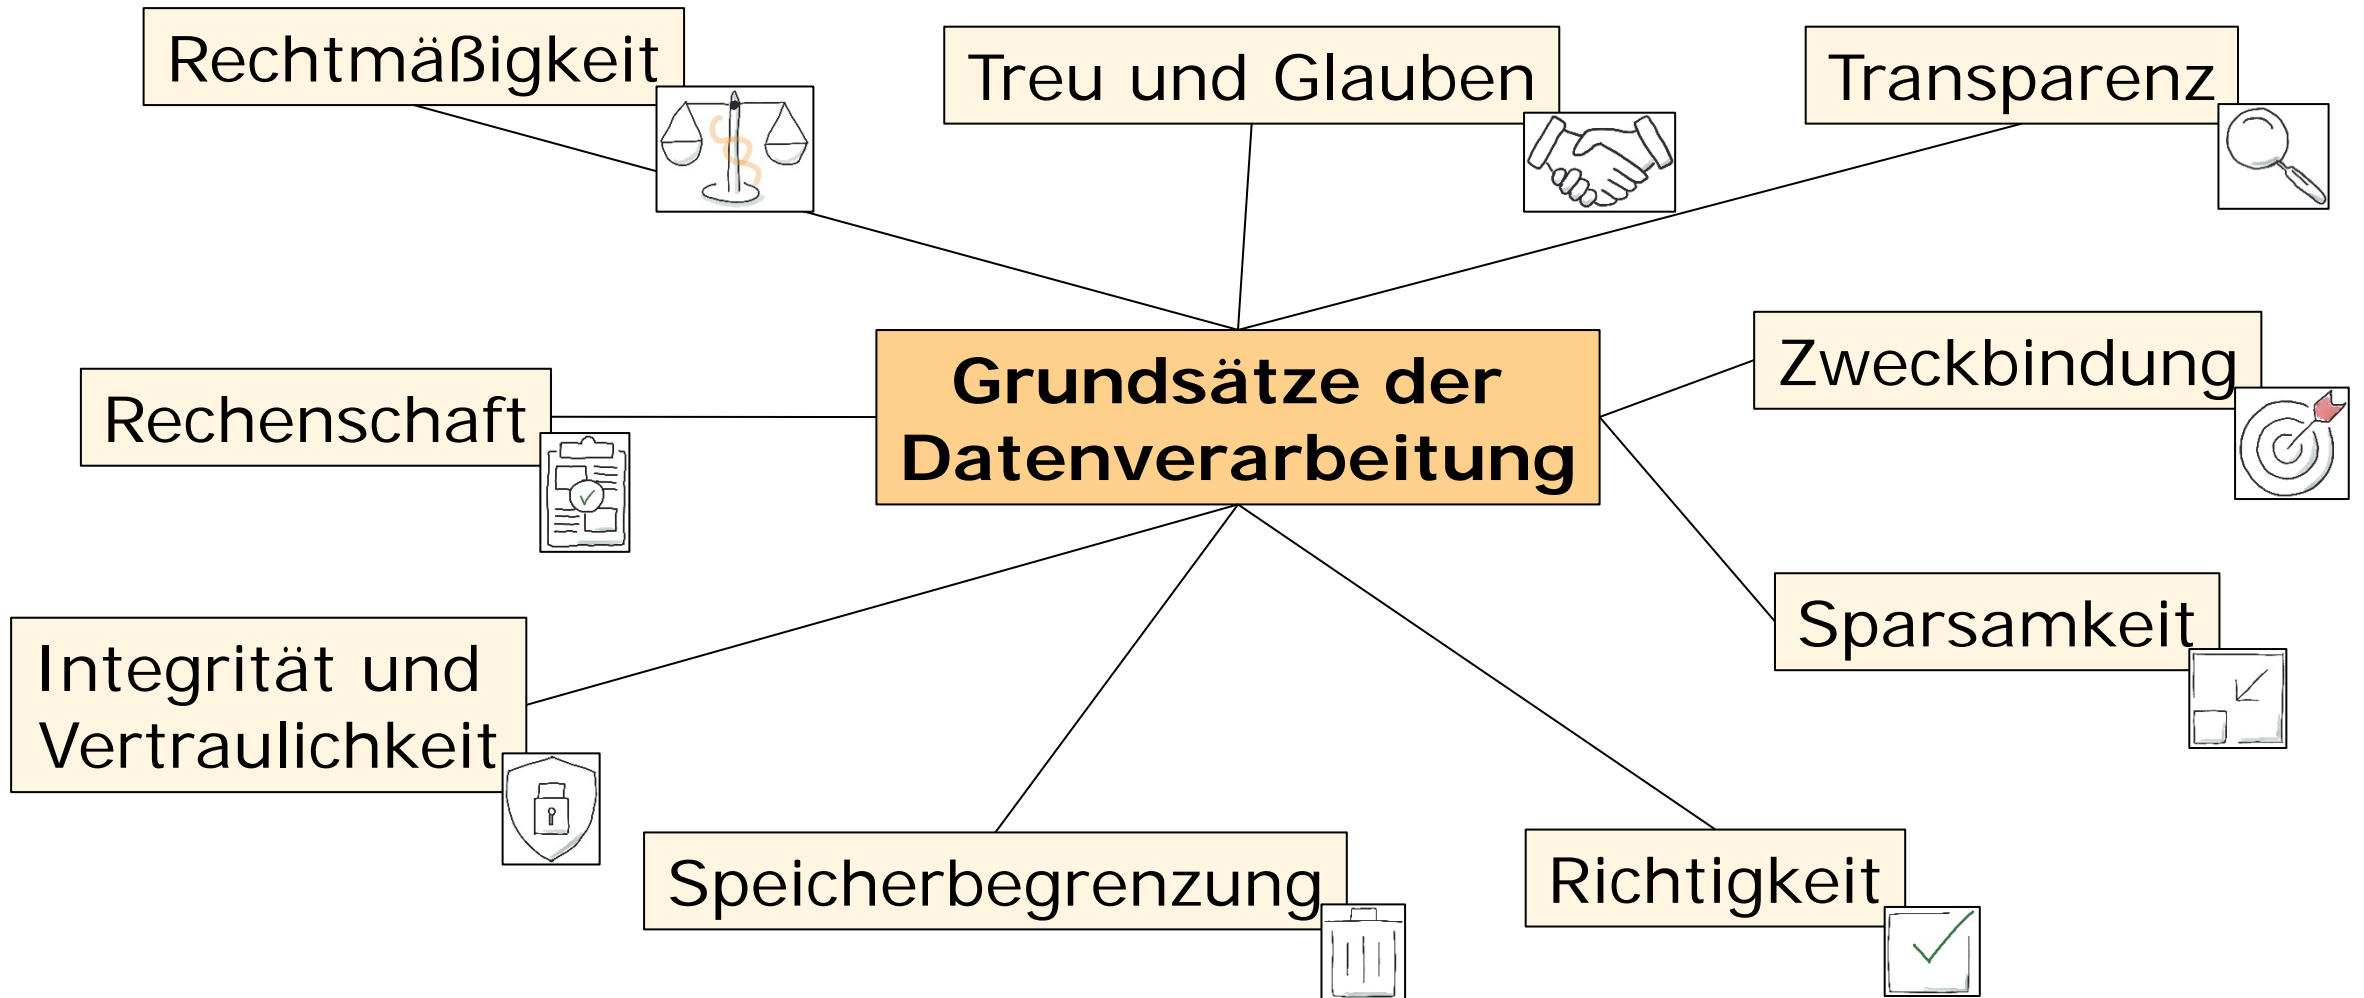 Rechtmäßigkeit
Treu und Glauben
Transparenz
Grundsätze der
Datenverarbeitung
Zweckbindung
Rechenschaft
Sparsamkeit
Integrität und
Vertraulichkeit
Speicherbegrenzung
Richtigkeit